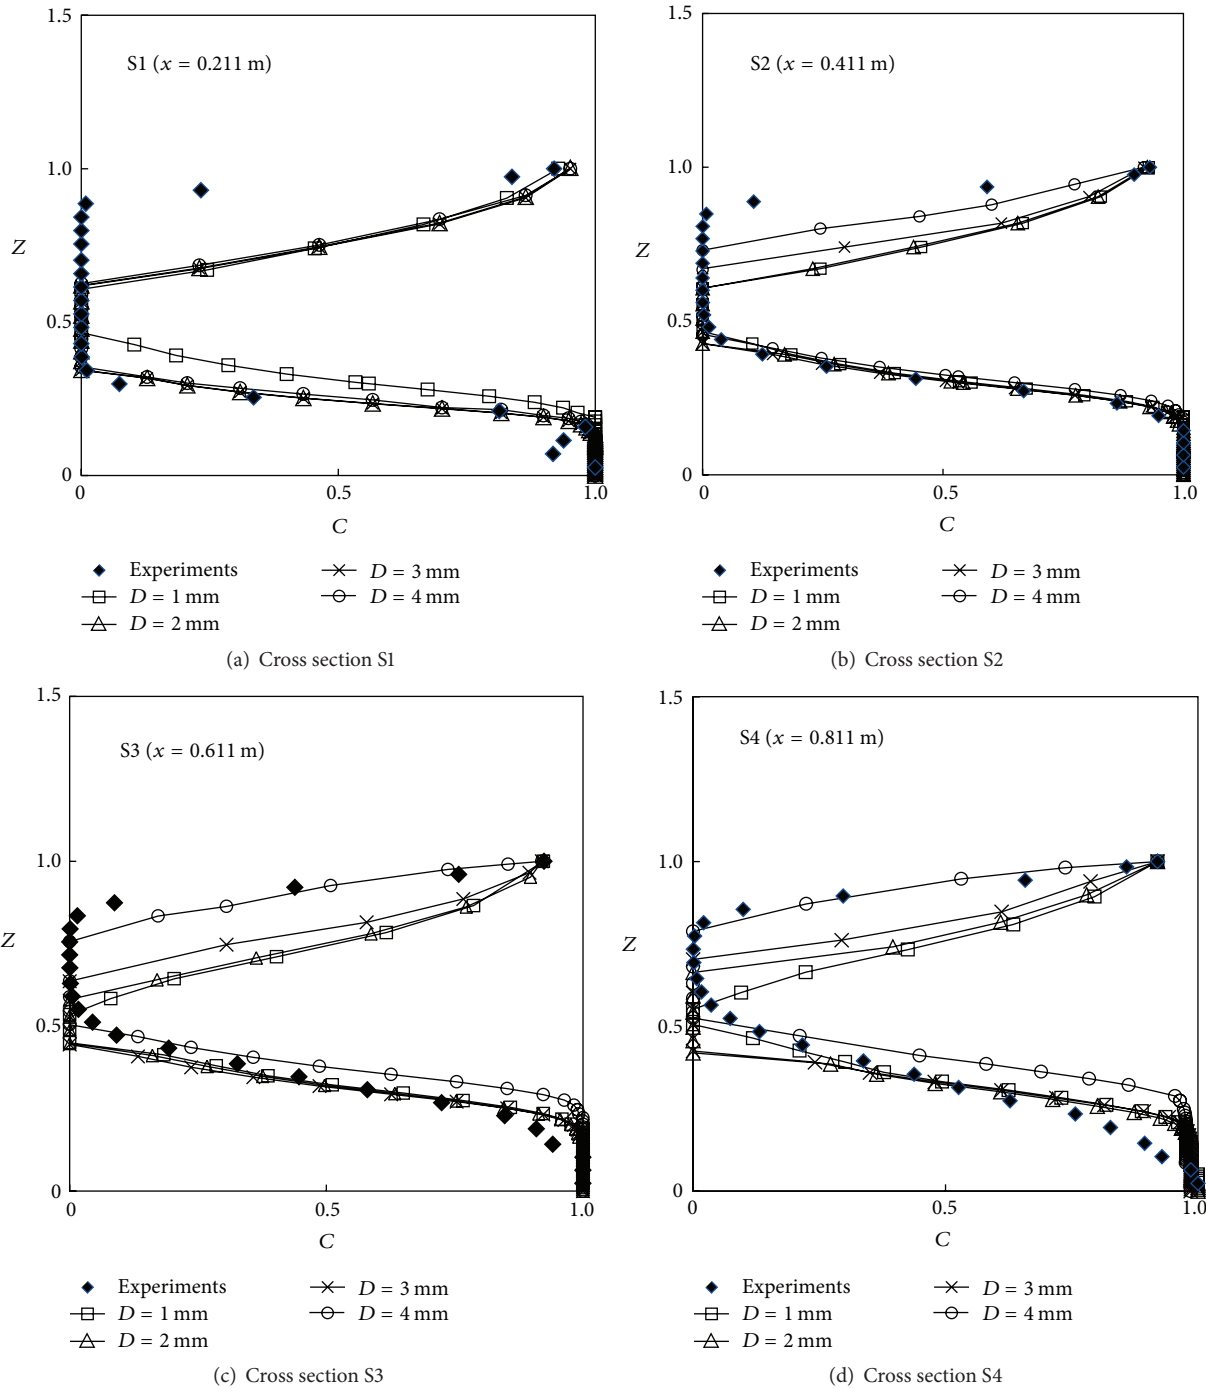 1.5
S1 (x = 0.211 m)
1.0
Z
0.5
0
0
0.5
1.0
C
Experiments
D = 1 mm
D = 2 mm
D = 3 mm
D = 4 mm
(a) Cross section S1
1.5
S2 (x = 0.411 m)
1.0
Z
0.5
0
0
0.5
1.0
C
Experiments
D = 1 mm
D = 2 mm
D = 3 mm
D = 4 mm
(b) Cross section S2
1.5
S3 (x = 0.611 m)
1.0
Z
0.5
0
0
0.5
1.0
C
Experiments
D = 1 mm
D = 2 mm
D = 3 mm
D = 4 mm
(c) Cross section S3
1.5
S4 (x = 0.811 m)
1.0
Z
0.5
0
0
0.5
1.0
C
Experiments
D = 1 mm
D = 2 mm
D = 3 mm
D = 4 mm
(d) Cross section S4